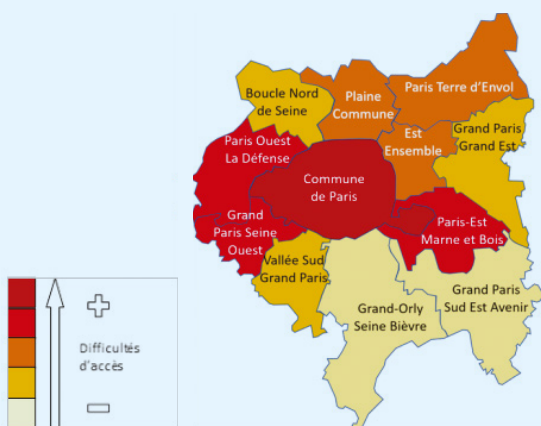 Boucle Nord
de Seine
Plaine
Commune
Paris Terre d'Envol
Paris Ouest
La Défense
Est
Ensemble
Grand Paris
Grand Est
Commune
de Paris
Grand
Paris Seine
Ouest
Paris-Est
Marne et Bois
Vallée Sud
Grand Paris
Grand-Orly
Seine Bièvre
Grand Paris
Sud Est Avenir
Difficultés
d'accès